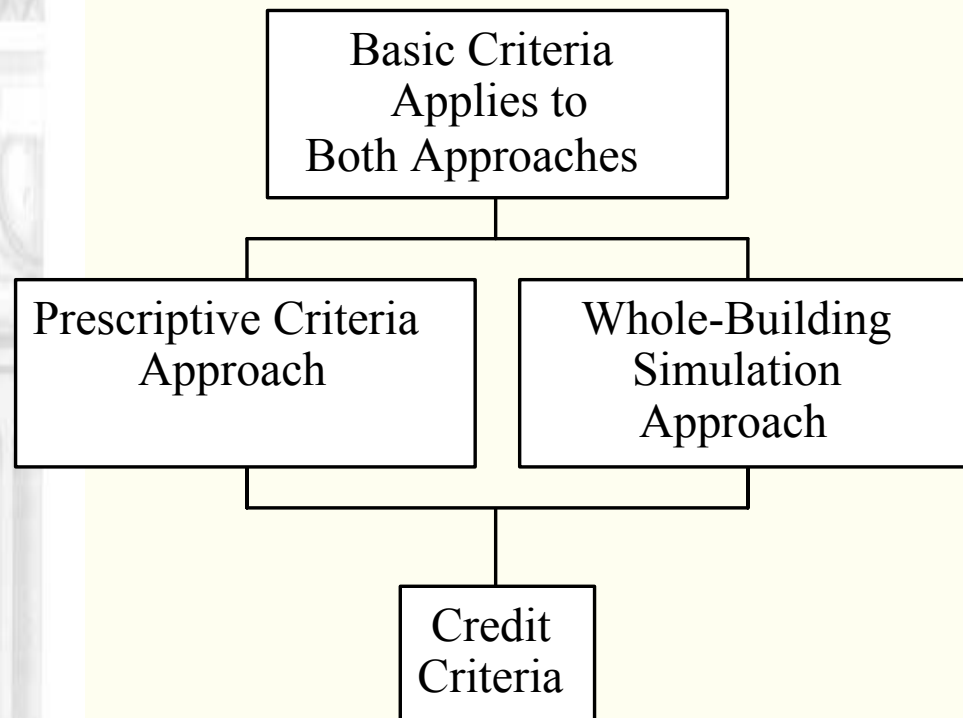 Basic Criteria
Applies to
Both Approaches
Prescriptive Criteria
Approach
Whole-Building
Simulation
Approach
Credit
Criteria